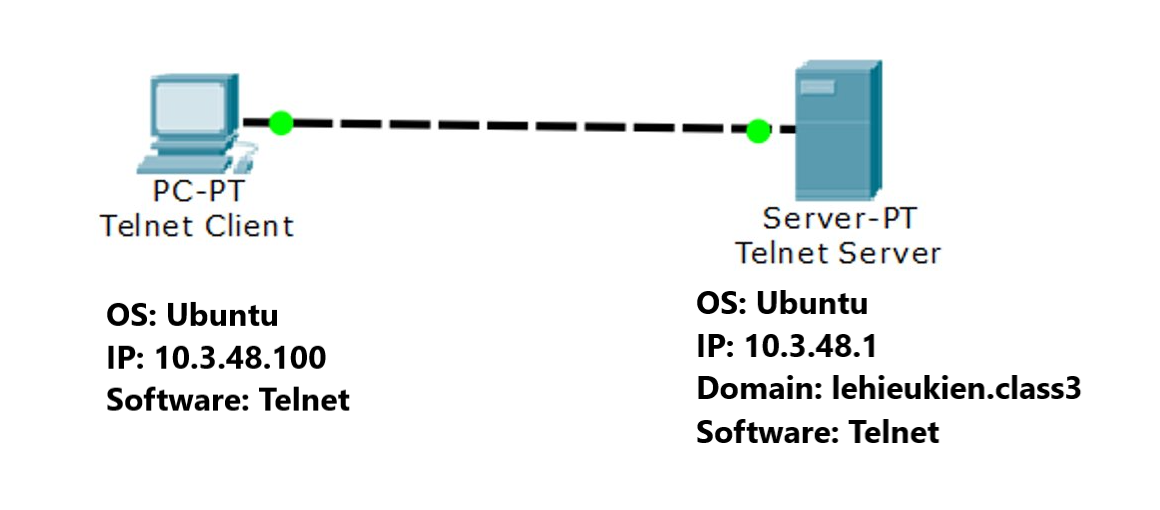 PC-PT
Telnet Client
OS: Ubuntu
IP: 10.3.48.100
Software: Telnet
Server-PT
Telnet Server
OS: Ubuntu
IP: 10.3.48.1
Domain: lehieukien.class3
Software: Telnet